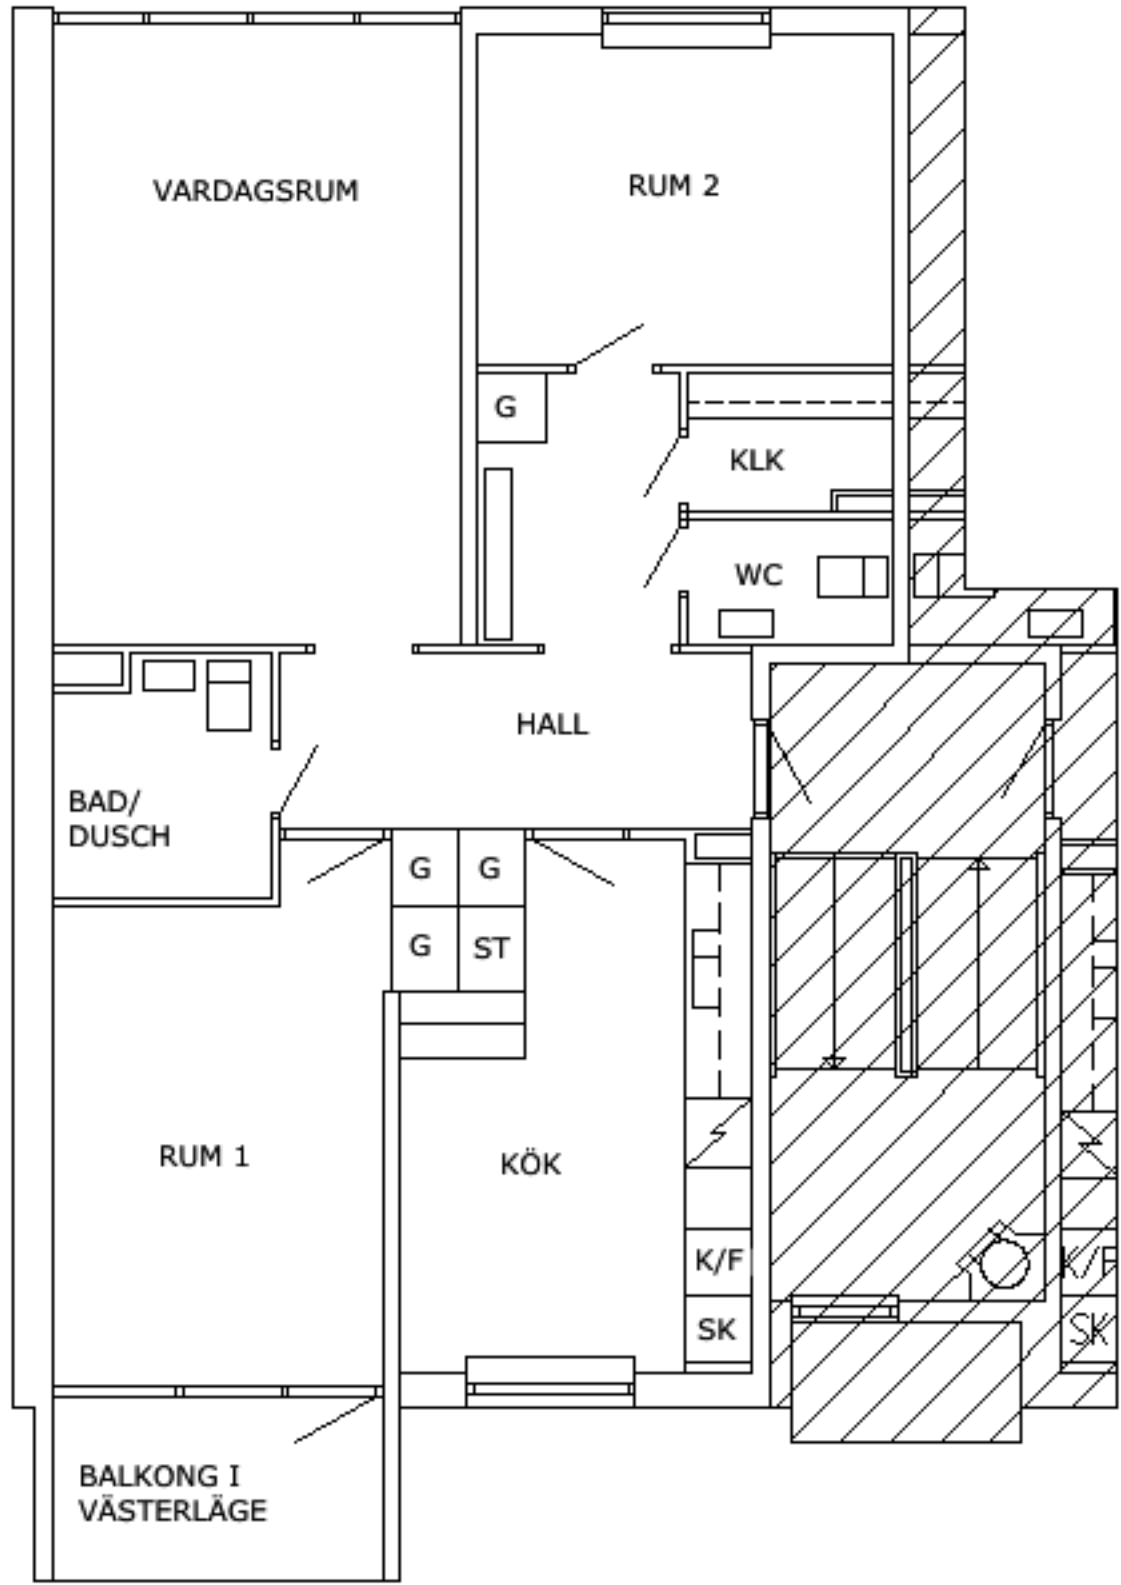 VARDAGSRUM
RUM 2
G
KLK
WC
HALL
BAD/
DUSCH
G
G
G
ST
RUM 1
KÖK
K/F
K/F
SK
SK
BALKONG I
VÄSTERLÄGE